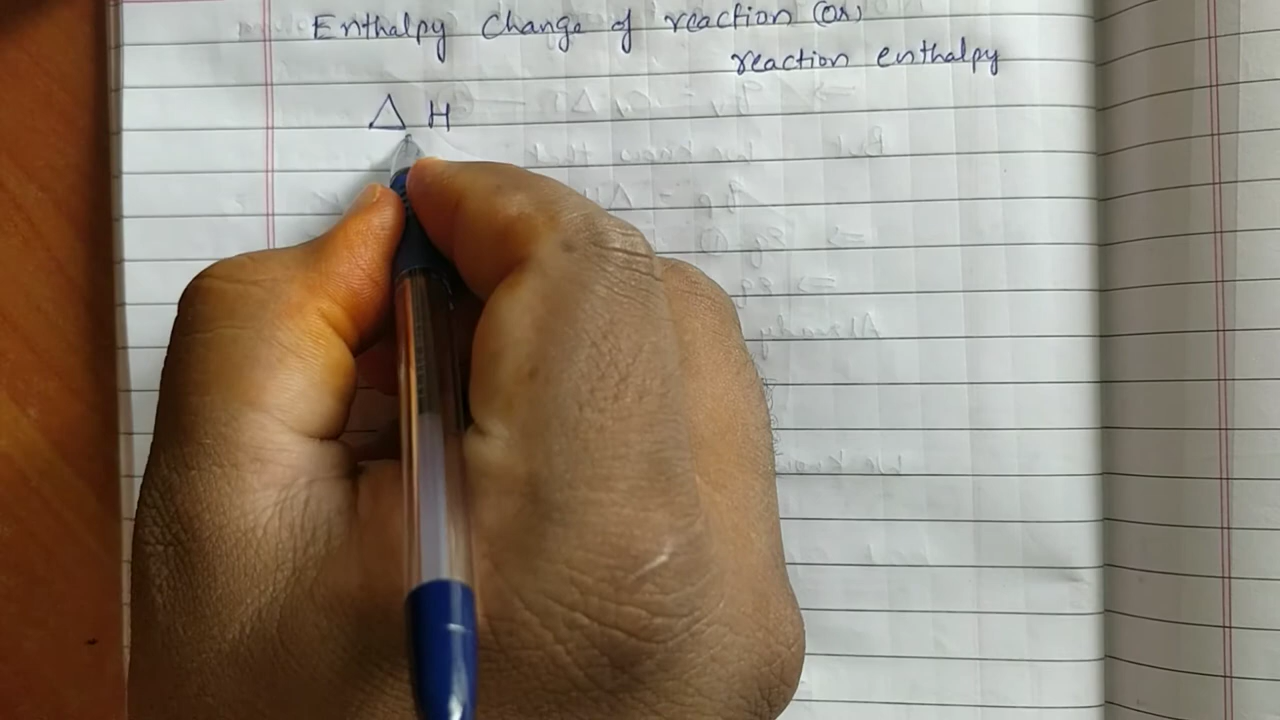 Enthalpy Change of reaction (or)
reaction enthalpy
Δ H